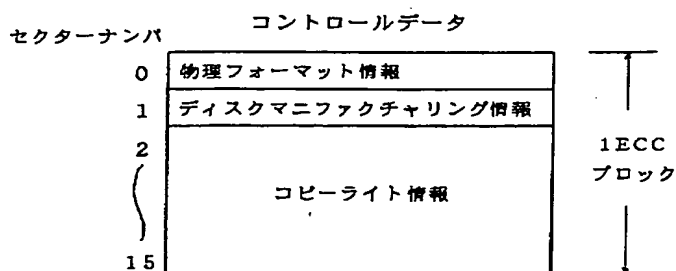 コントロールデータ
セクターナンバ
0 物理フォーマット情報
1 ディスクマニファクチャリング情報
2
コピーライト情報
1ECC
ブロック
15